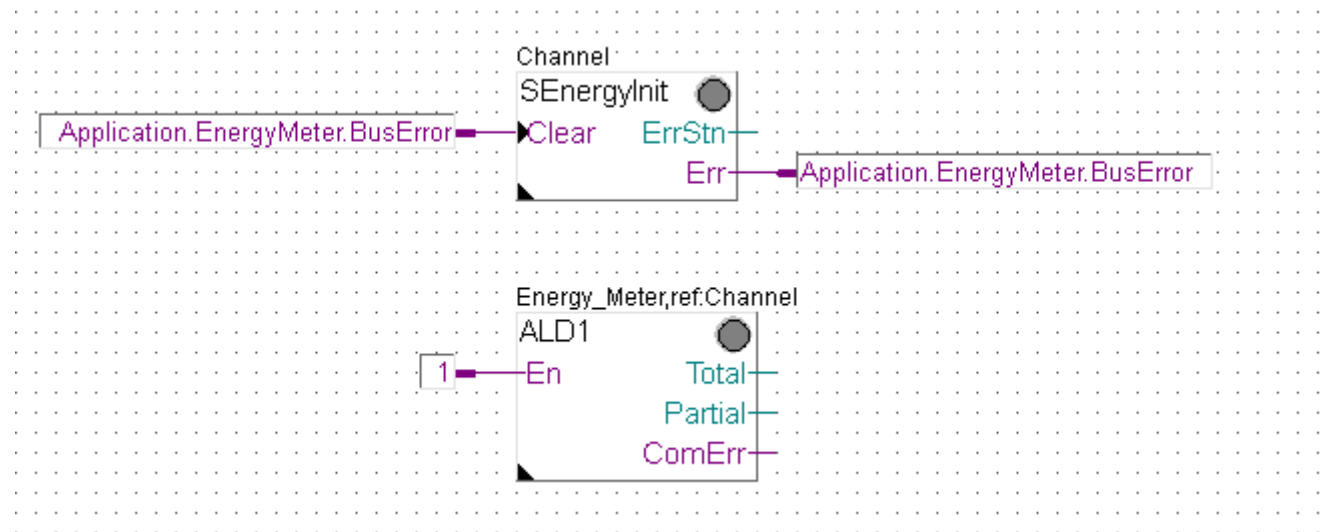 Channel
SEnergyInit
Application.EnergyMeter.BusError Clear ErrStn
Err Application.EnergyMeter.BusError
Energy_Meter,ref:Channel
ALD1
1 En Total
Partial
ComErr